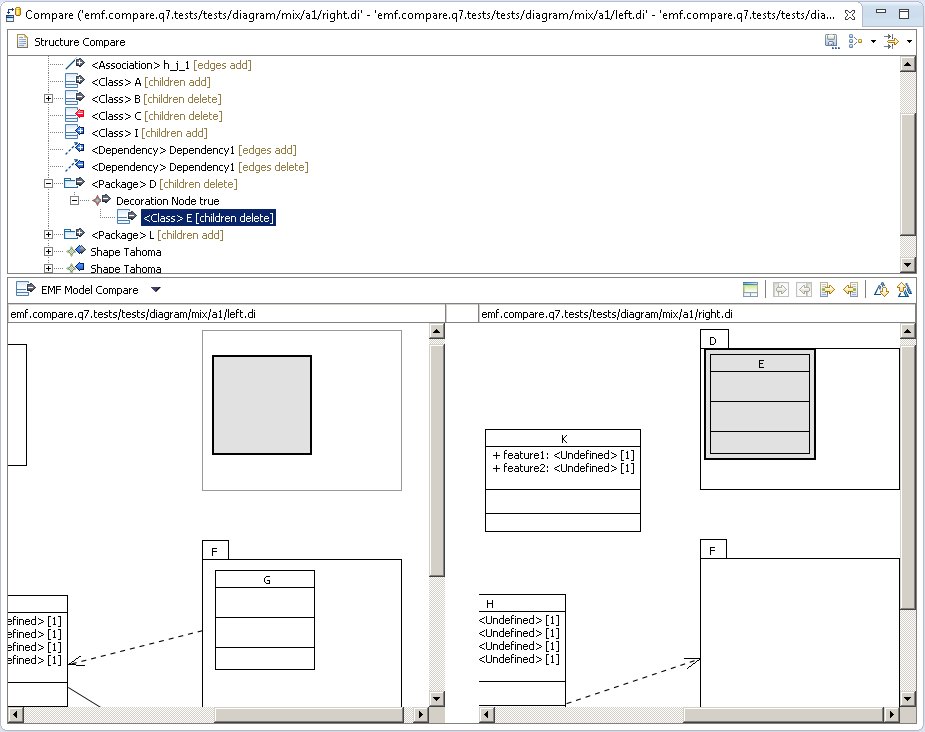 Compare ('emf.compare.q7.tests/tests/diagram/mix/a1/right.di' - 'emf.compare.q7.tests/tests/diagram/mix/a1/left.di' - 'emf.compare.q7.tests/tests/dia...
Structure Compare
<Association> h_j_1 [edges add]
<Class> A [children add]
<Class> B [children delete]
<Class> C [children delete]
<Class> I [children add]
<Dependency> Dependency1 [edges add]
<Dependency> Dependency1 [edges delete]
<Package> D [children delete]
Decoration Node true
<Class> E [children delete]
<Package> L [children add]
Shape Tahoma
Shape Tahoma
EMF Model Compare
emf.compare.q7.tests/tests/diagram/mix/a1/left.di
emf.compare.q7.tests/tests/diagram/mix/a1/right.di
F
G
efined> [1]
efined> [1]
efined> [1]
efined> [1]
D
E
K
+ feature1: <Undefined> [1]
+ feature2: <Undefined> [1]
F
H
<Undefined> [1]
<Undefined> [1]
<Undefined> [1]
<Undefined> [1]